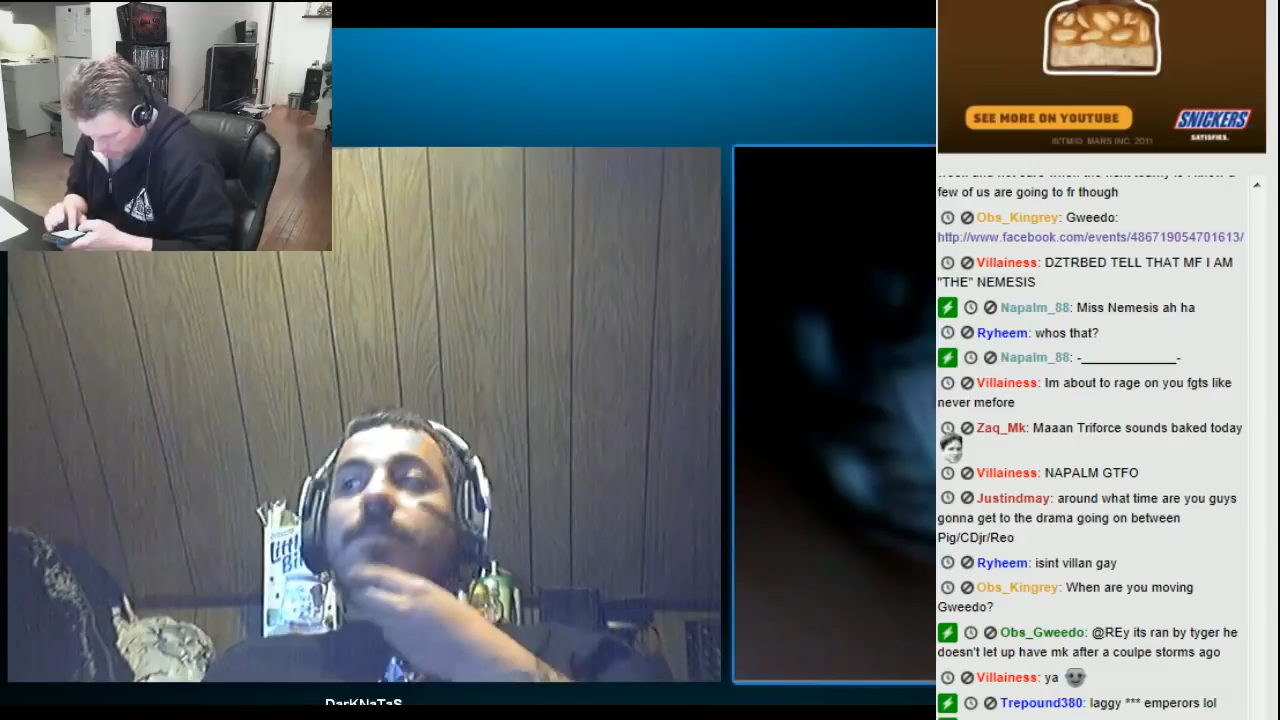 SEE MORE ON YOUTUBE
SNICKERS
SATISFIES.
®/TM/© MARS INC. 2011
few of us are going to fr though
Obs_Kingrey: Gweedo:
http://www.facebook.com/events/486719054701613/
Villainess: DZTRBED TELL THAT MF I AM
"THE" NEMESIS
Napalm_88: Miss Nemesis ah ha
Ryheem: whos that?
Napalm_88: -______________-
Villainess: Im about to rage on you fgts like
never mefore
Zaq_Mk: Maaan Triforce sounds baked today
Villainess: NAPALM GTFO
Justindmay: around what time are you guys
gonna get to the drama going on between
Pig/CDjr/Reo
Ryheem: isint villan gay
Obs_Kingrey: When are you moving
Gweedo?
Obs_Gweedo: @REy its ran by tyger he
doesn't let up have mk after a coulpe storms ago
Villainess: ya
Trepound380: laggy *** emperors lol
DarKNaTaS